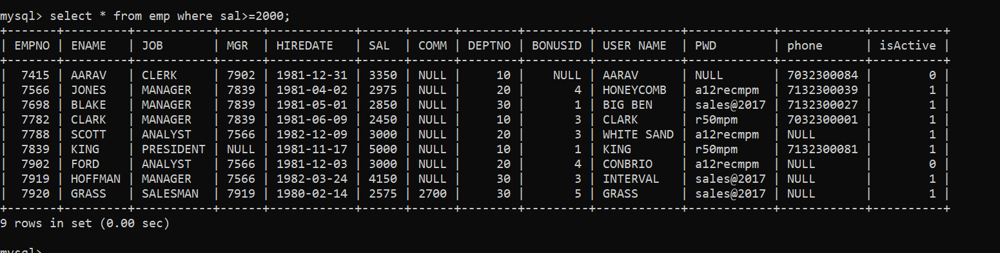 mysql> select * from emp where sal>=2000;
+-------+---------+-----------+------+------------+------+------+--------+---------+------------+------------+------------+----------+
| EMPNO | ENAME   | JOB       | MGR  | HIREDATE   | SAL  | COMM | DEPTNO | BONUSID | USER NAME  | PWD        | phone      | isActive |
+-------+---------+-----------+------+------------+------+------+--------+---------+------------+------------+------------+----------+
|  7415 | AARAV   | CLERK     | 7902 | 1981-12-31 | 3350 | NULL |     10 |    NULL | AARAV      | NULL       | 7032300084 |        0 |
|  7566 | JONES   | MANAGER   | 7839 | 1981-04-02 | 2975 | NULL |     20 |       4 | HONEYCOMB  | a12recmpm  | 7132300039 |        1 |
|  7698 | BLAKE   | MANAGER   | 7839 | 1981-05-01 | 2850 | NULL |     30 |       1 | BIG BEN    | sales@2017 | 7132300027 |        1 |
|  7782 | CLARK   | MANAGER   | 7839 | 1981-06-09 | 2450 | NULL |     10 |       3 | CLARK      | r50mpm     | 7032300001 |        1 |
|  7788 | SCOTT   | ANALYST   | 7566 | 1982-12-09 | 3000 | NULL |     20 |       3 | WHITE SAND | a12recmpm  | NULL       |        1 |
|  7839 | KING    | PRESIDENT | NULL | 1981-11-17 | 5000 | NULL |     10 |       1 | KING       | r50mpm     | 7132300081 |        1 |
|  7902 | FORD    | ANALYST   | 7566 | 1981-12-03 | 3000 | NULL |     20 |       4 | CONBRIO    | a12recmpm  | NULL       |        0 |
|  7919 | HOFFMAN | MANAGER   | 7566 | 1982-03-24 | 4150 | NULL |     30 |       3 | INTERVAL   | sales@2017 | NULL       |        1 |
|  7920 | GRASS   | SALESMAN  | 7919 | 1980-02-14 | 2575 | 2700 |     30 |       5 | GRASS      | sales@2017 | NULL       |        1 |
+-------+---------+-----------+------+------------+------+------+--------+---------+------------+------------+------------+----------+
9 rows in set (0.00 sec)
mysql>